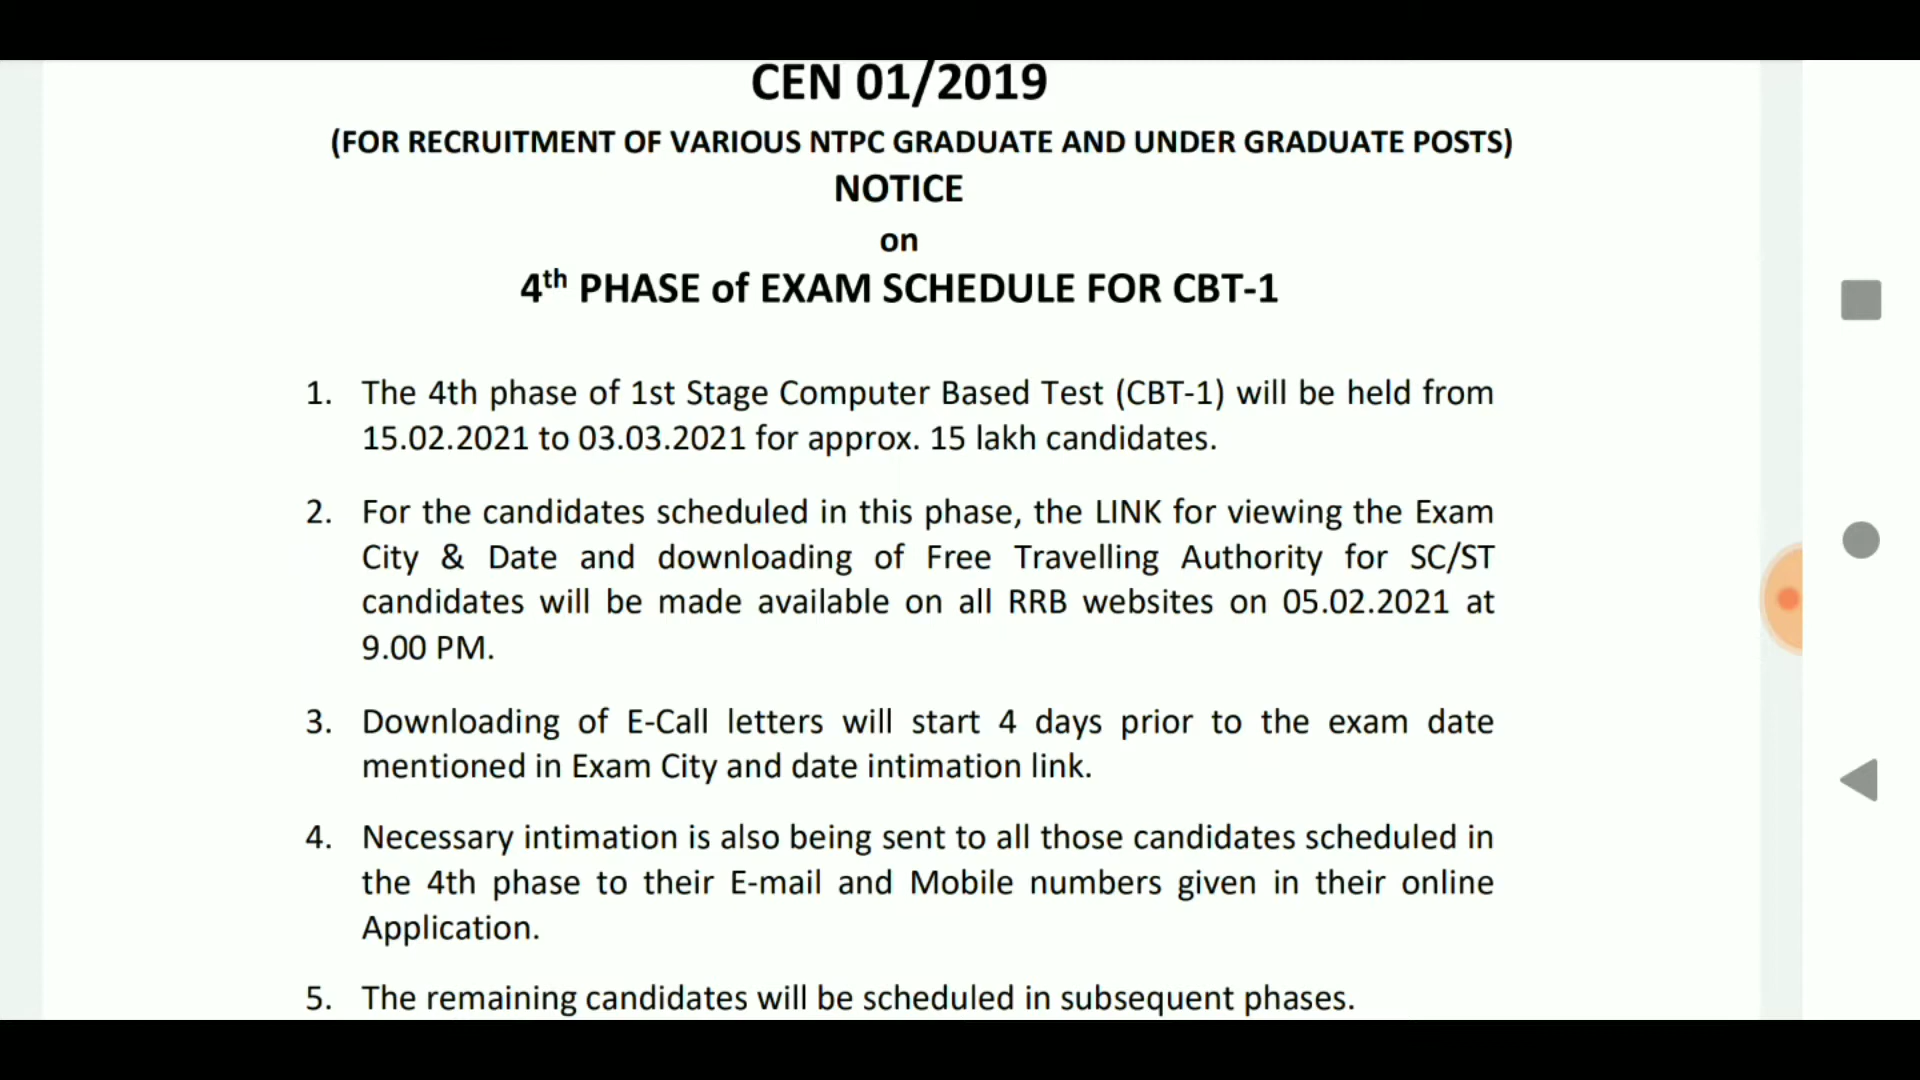 CEN 01/2019
(FOR RECRUITMENT OF VARIOUS NTPC GRADUATE AND UNDER GRADUATE POSTS)
NOTICE
on
4th PHASE of EXAM SCHEDULE FOR CBT-1
1. The 4th phase of 1st Stage Computer Based Test (CBT-1) will be held from
15.02.2021 to 03.03.2021 for approx. 15 lakh candidates.
2. For the candidates scheduled in this phase, the LINK for viewing the Exam
City & Date and downloading of Free Travelling Authority for SC/ST
candidates will be made available on all RRB websites on 05.02.2021 at
9.00 PM.
3. Downloading of E-Call letters will start 4 days prior to the exam date
mentioned in Exam City and date intimation link.
4. Necessary intimation is also being sent to all those candidates scheduled in
the 4th phase to their E-mail and Mobile numbers given in their online
Application.
5. The remaining candidates will be scheduled in subsequent phases.